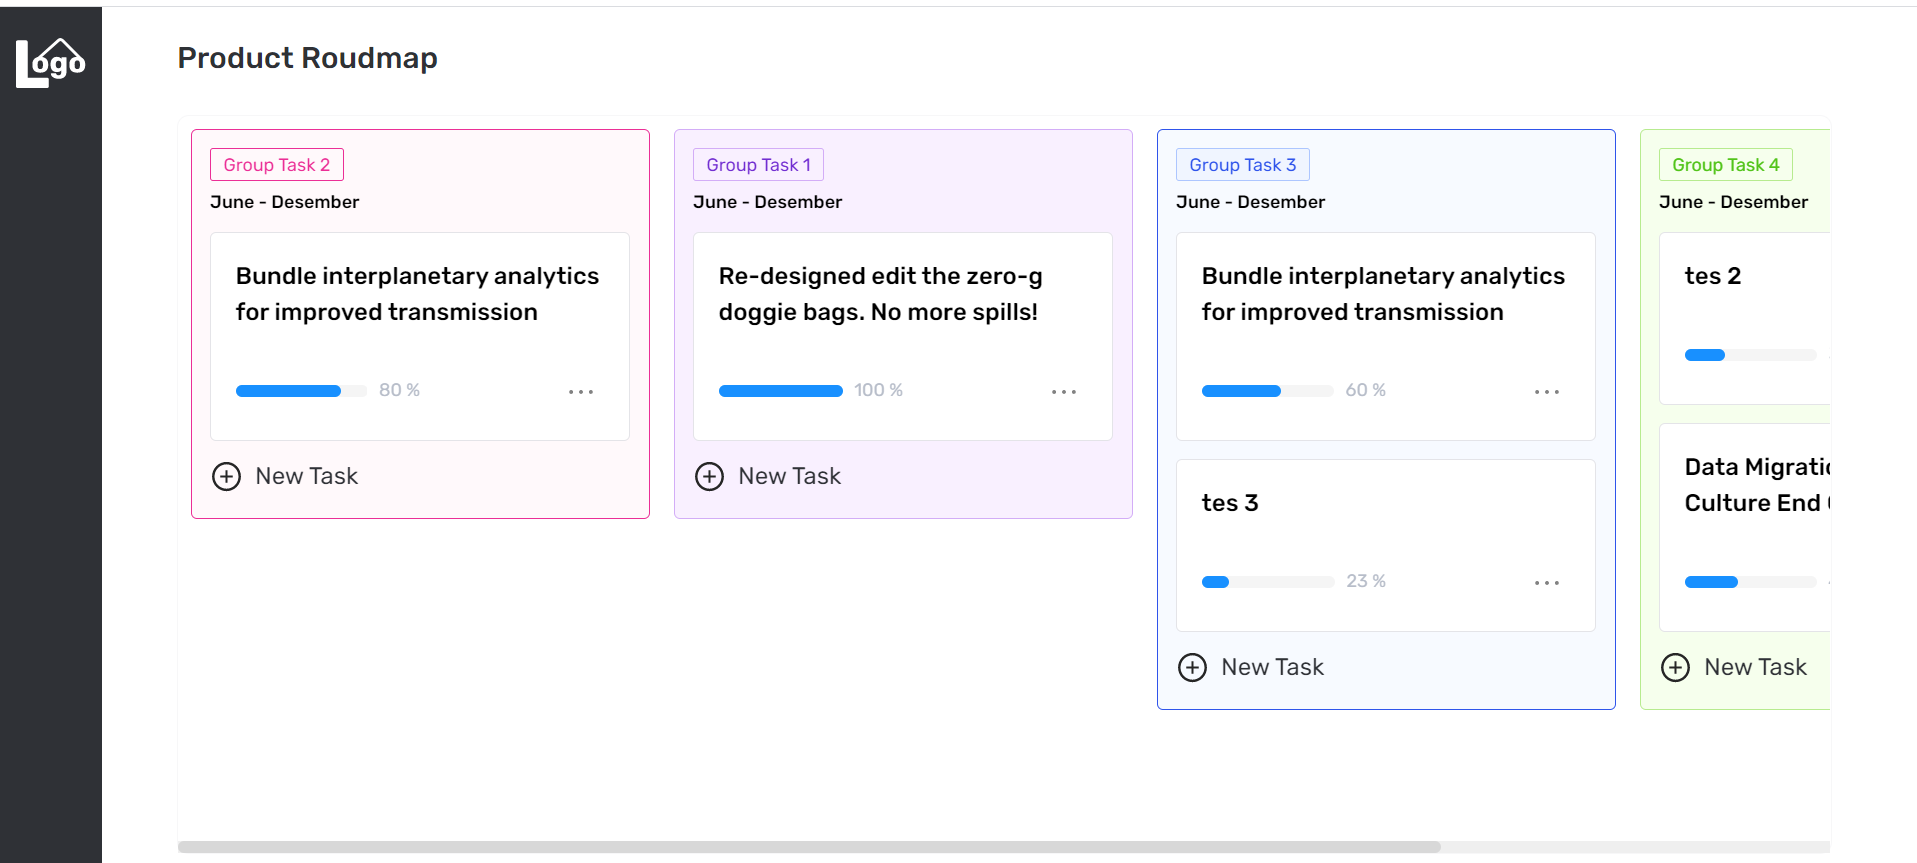 Logo
Product Roudmap
Group Task 2
June - Desember
Bundle interplanetary analytics
for improved transmission
80 %
New Task
Group Task 1
June - Desember
Re-designed edit the zero-g
doggie bags. No more spills!
100 %
New Task
Group Task 3
June - Desember
Bundle interplanetary analytics
for improved transmission
60 %
tes 3
23 %
New Task
Group Task 4
June - Desember
tes 2
Data
Culture End
New Task